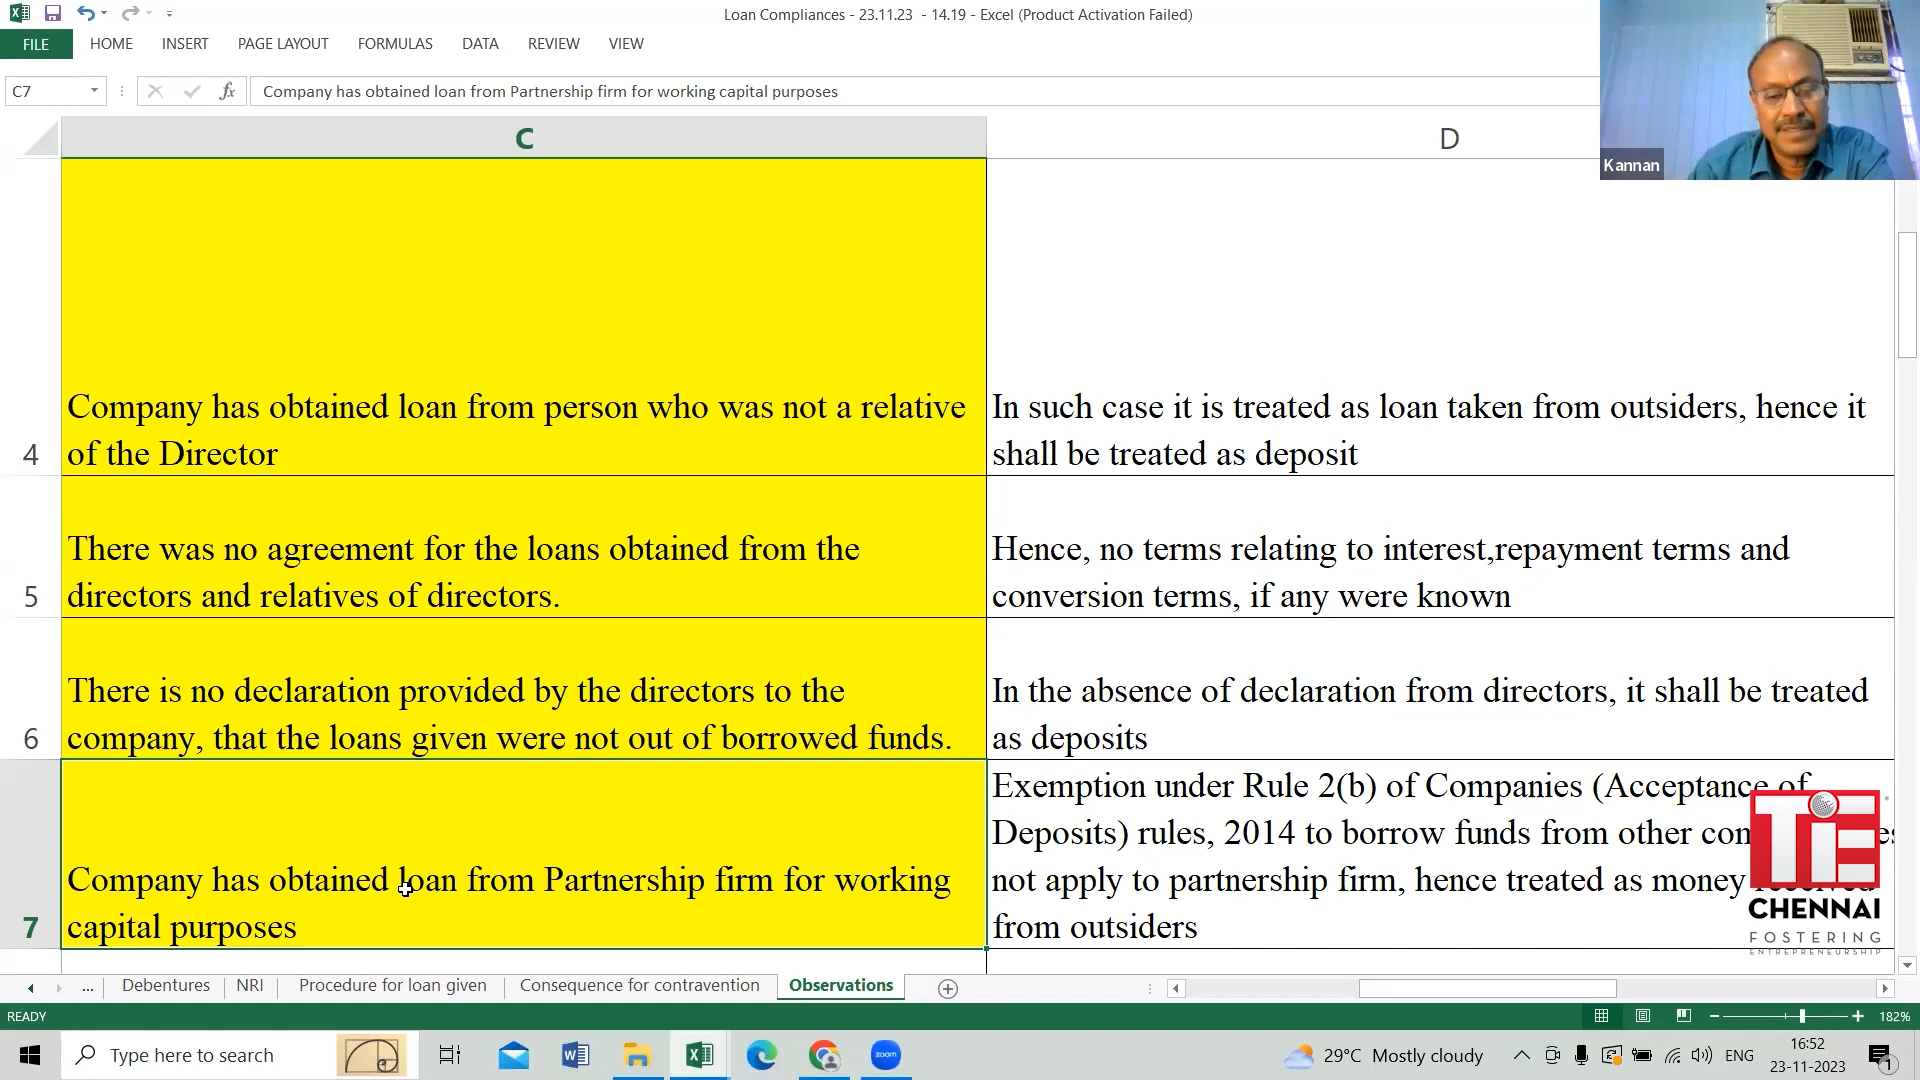 Loan Compliances - 23.11.23 - 14.19 - Excel (Product Activation Failed)
FILE HOME INSERT PAGE LAYOUT FORMULAS DATA REVIEW VIEW
C7 fx Company has obtained loan from Partnership firm for working capital purposes
Kannan
C D
Company has obtained loan from person who was not a relative
4 of the Director
In such case it is treated as loan taken from outsiders, hence it
shall be treated as deposit
There was no agreement for the loans obtained from the
5 directors and relatives of directors.
Hence, no terms relating to interest,repayment terms and
conversion terms, if any were known
There is no declaration provided by the directors to the
6 company, that the loans given were not out of borrowed funds.
In the absence of declaration from directors, it shall be treated
as deposits
Company has obtained loan from Partnership firm for working
7 capital purposes
Exemption under Rule 2(b) of Companies (Acceptance of
Deposits) rules, 2014 to borrow funds from other
not apply to partnership firm, hence treated as money received
from outsiders
TiE
CHENNAI
FOSTERING
ENTREPRENEURSHIP
... Debentures NRI Procedure for loan given Consequence for contravention Observations
READY 182%
Type here to search
zoom
29°C Mostly cloudy
ENG
16:52
23-11-2023
1